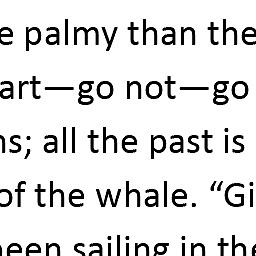 e palmy than the
art—go not—go
ns; all the past is
of the whale. “Gi
been sailing in the